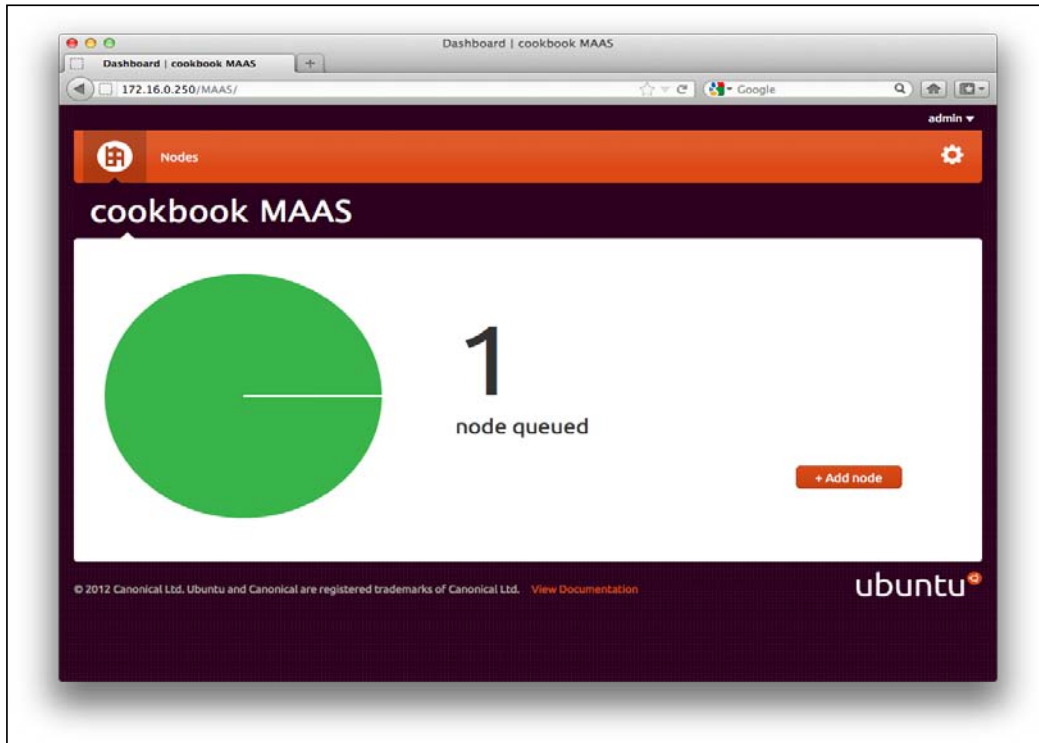 Dashboard | cookbook MAAS
Dashboard | cookbook MAAS
172.16.0.250/MAAS/
Google
admin
Nodes
cookbook MAAS
1
node queued
+ Add node
© 2012 Canonical Ltd. Ubuntu and Canonical are registered trademarks of Canonical Ltd. View Documentation
ubuntu